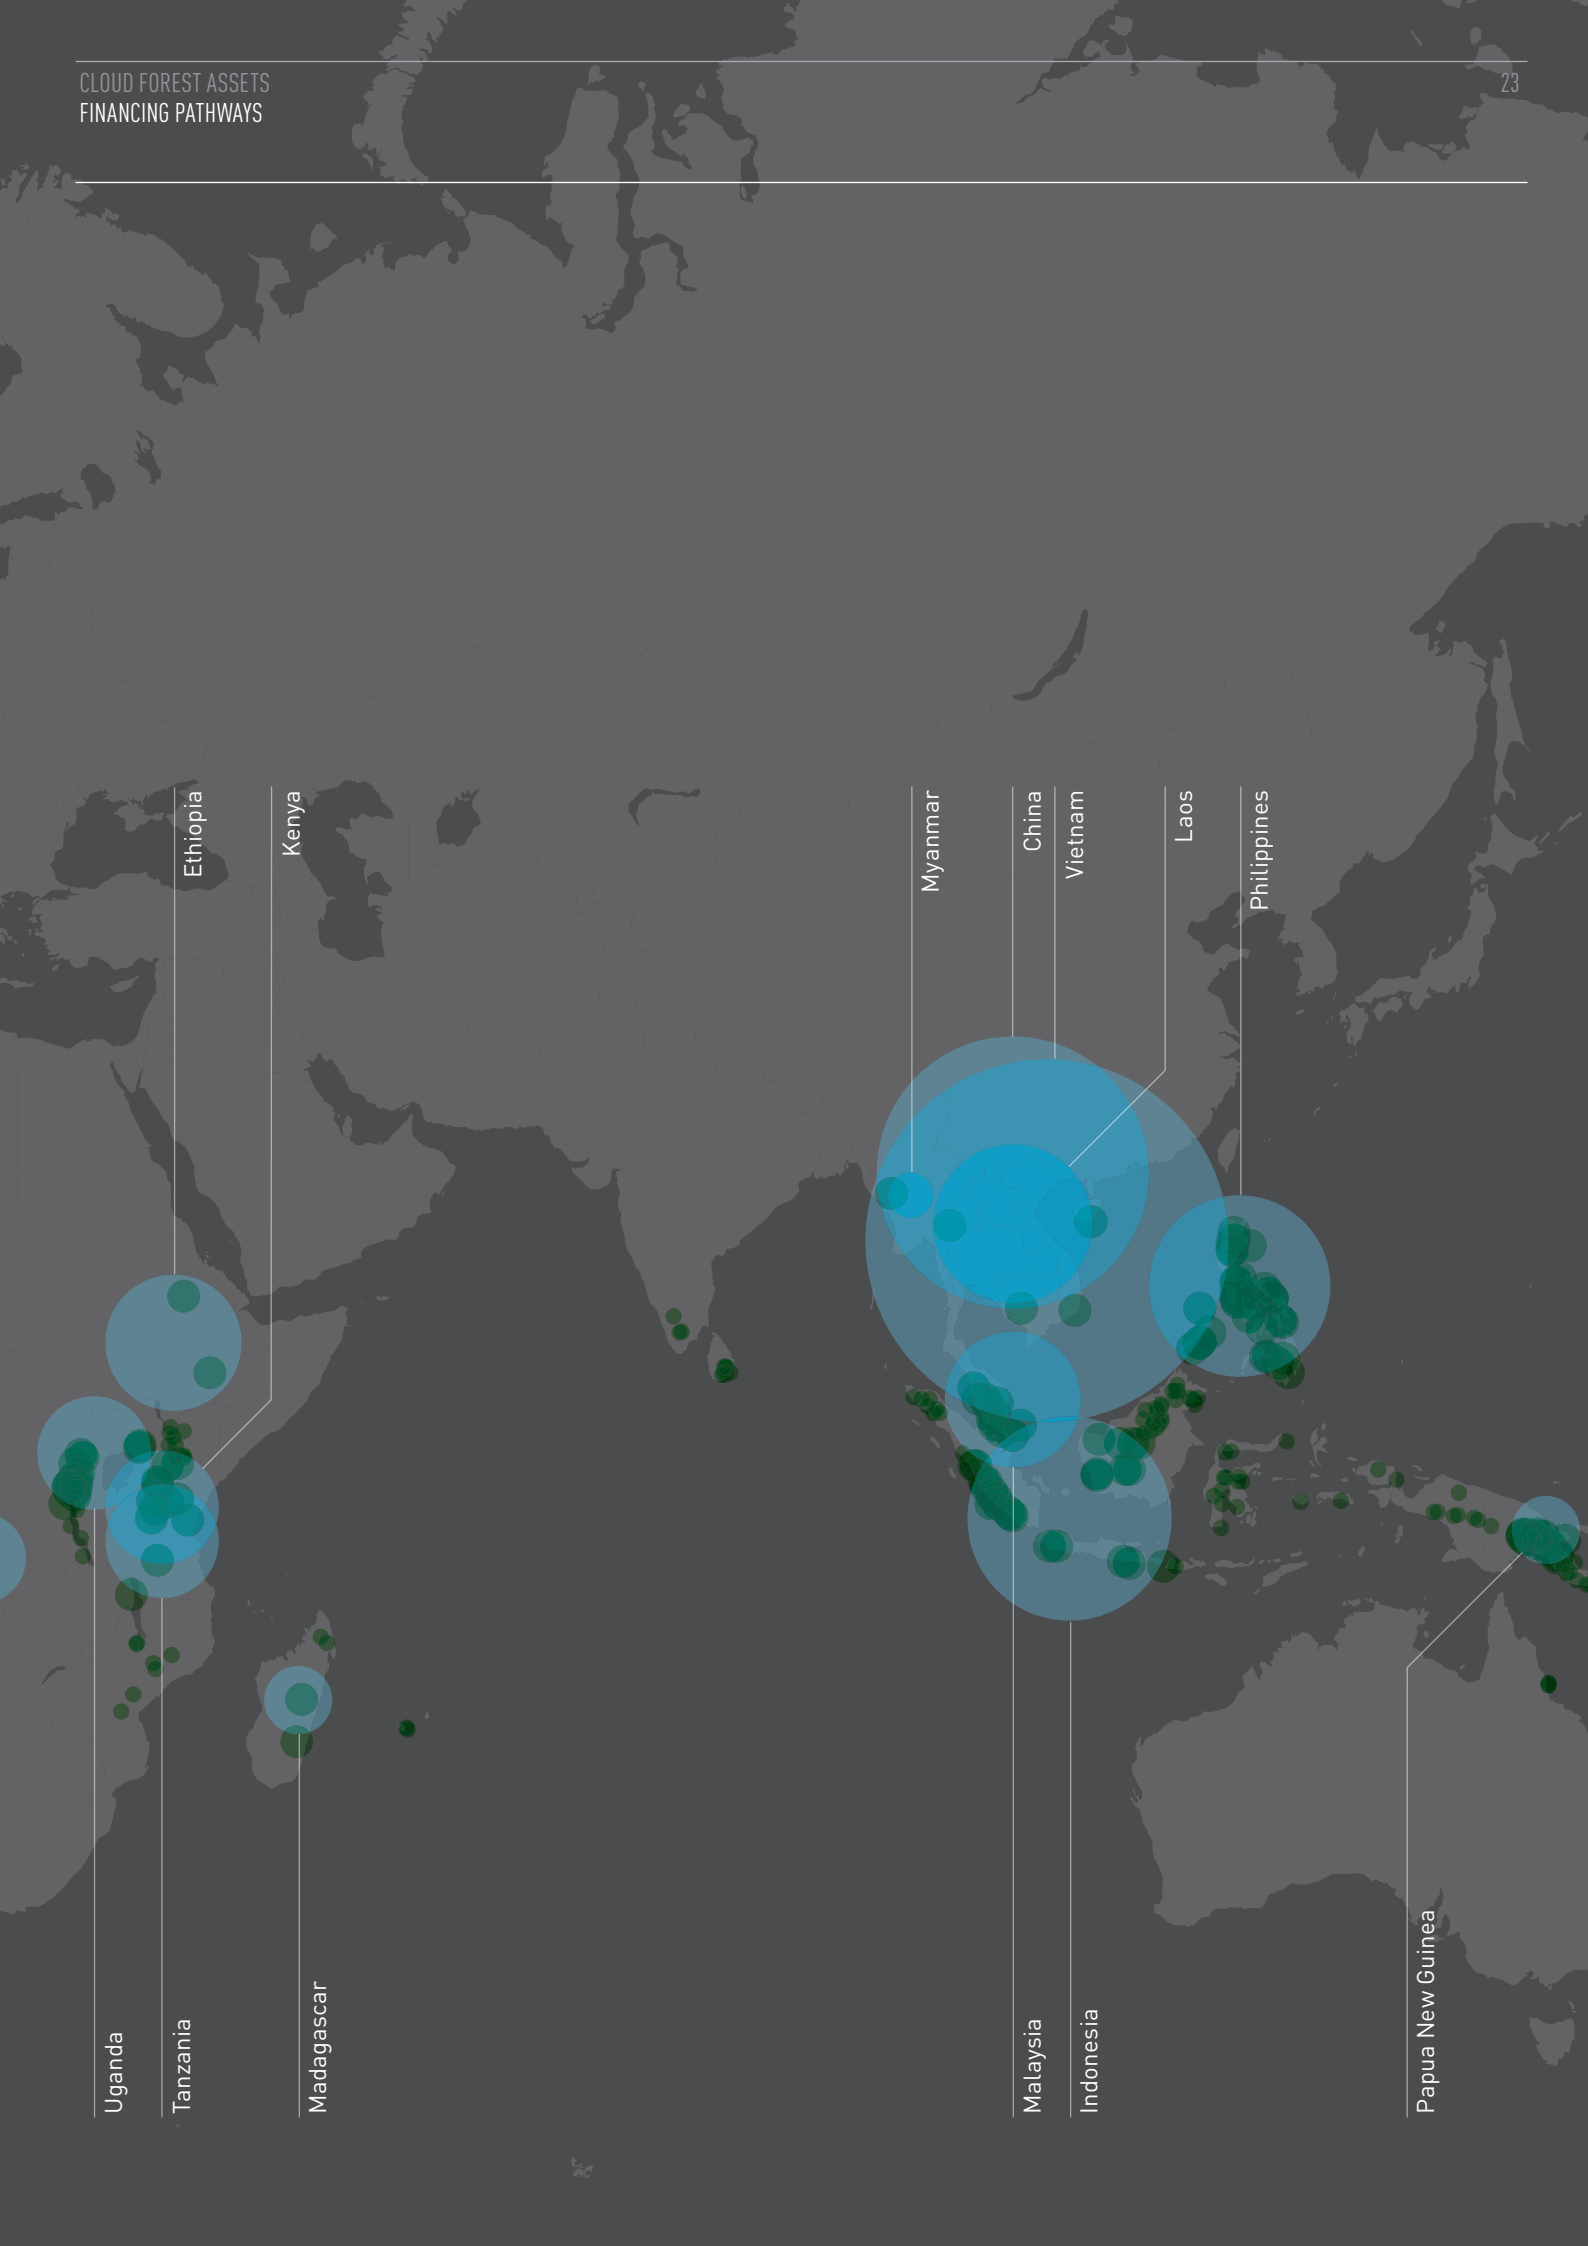 CLOUD FOREST ASSETS
FINANCING PATHWAYS
23
Ethiopia
Kenya
Myanmar
China
Vietnam
Laos
Philippines
Uganda
Tanzania
Madagascar
Malaysia
Indonesia
Papua New Guinea